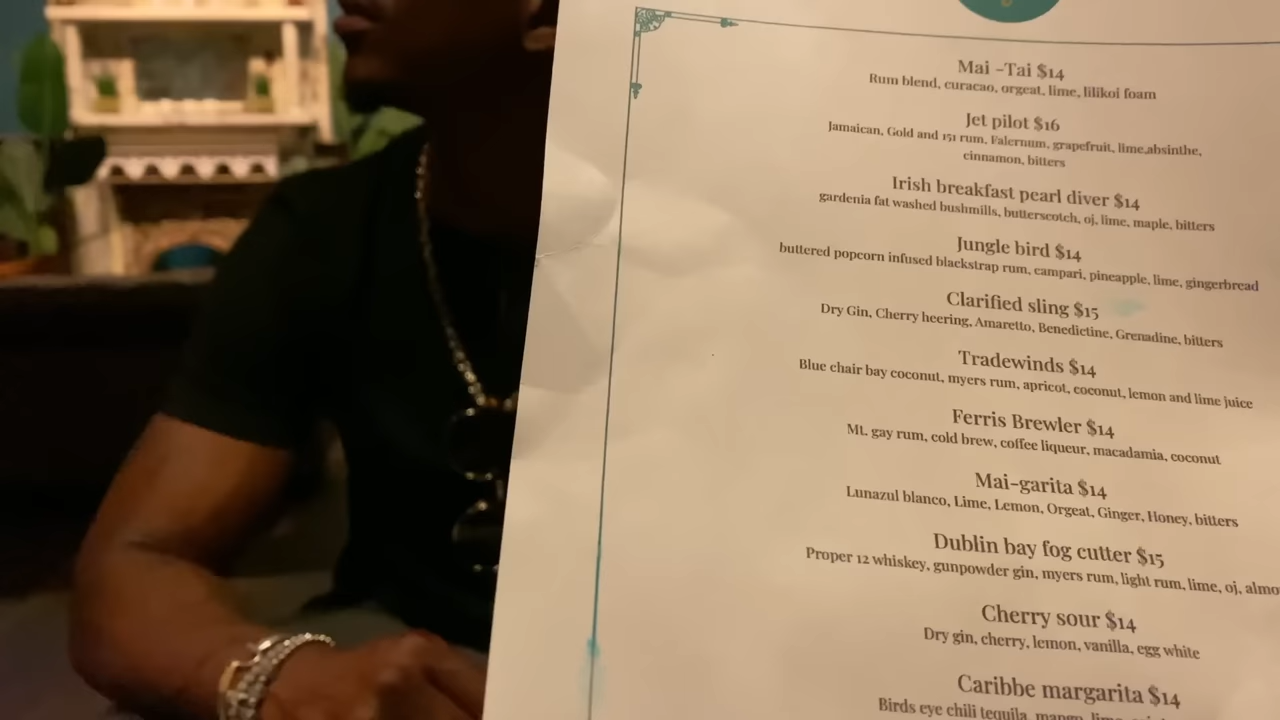 Mai -Tai $14
Rum blend, curacao, orgeat, lime, lilikoi foam
Jet pilot $16
Jamaican, Gold and 151 rum, Falernum, grapefruit, lime,absinthe,
cinnamon, bitters
Irish breakfast pearl diver $14
gardenia fat washed bushmills, butterscotch, oj, lime, maple, bitters
Jungle bird $14
buttered popcorn infused blackstrap rum, campari, pineapple, lime, gingerbread
Clarified sling $15
Dry Gin, Cherry heering, Amaretto, Benedictine, Grenadine, bitters
Tradewinds $14
Blue chair bay coconut, myers rum, apricot, coconut, lemon and lime juice
Ferris Brewler $14
Mt. gay rum, cold brew, coffee liqueur, macadamia, coconut
Mai-garita $14
Lunazul blanco, Lime, Lemon, Orgeat, Ginger, Honey, bitters
Dublin bay fog cutter $15
Proper 12 whiskey, gunpowder gin, myers rum, light rum, lime, oj, almo
Cherry sour $14
Dry gin, cherry, lemon, vanilla, egg white
Caribbe margarita $14
Birds eye chili tequila, mango, lime,